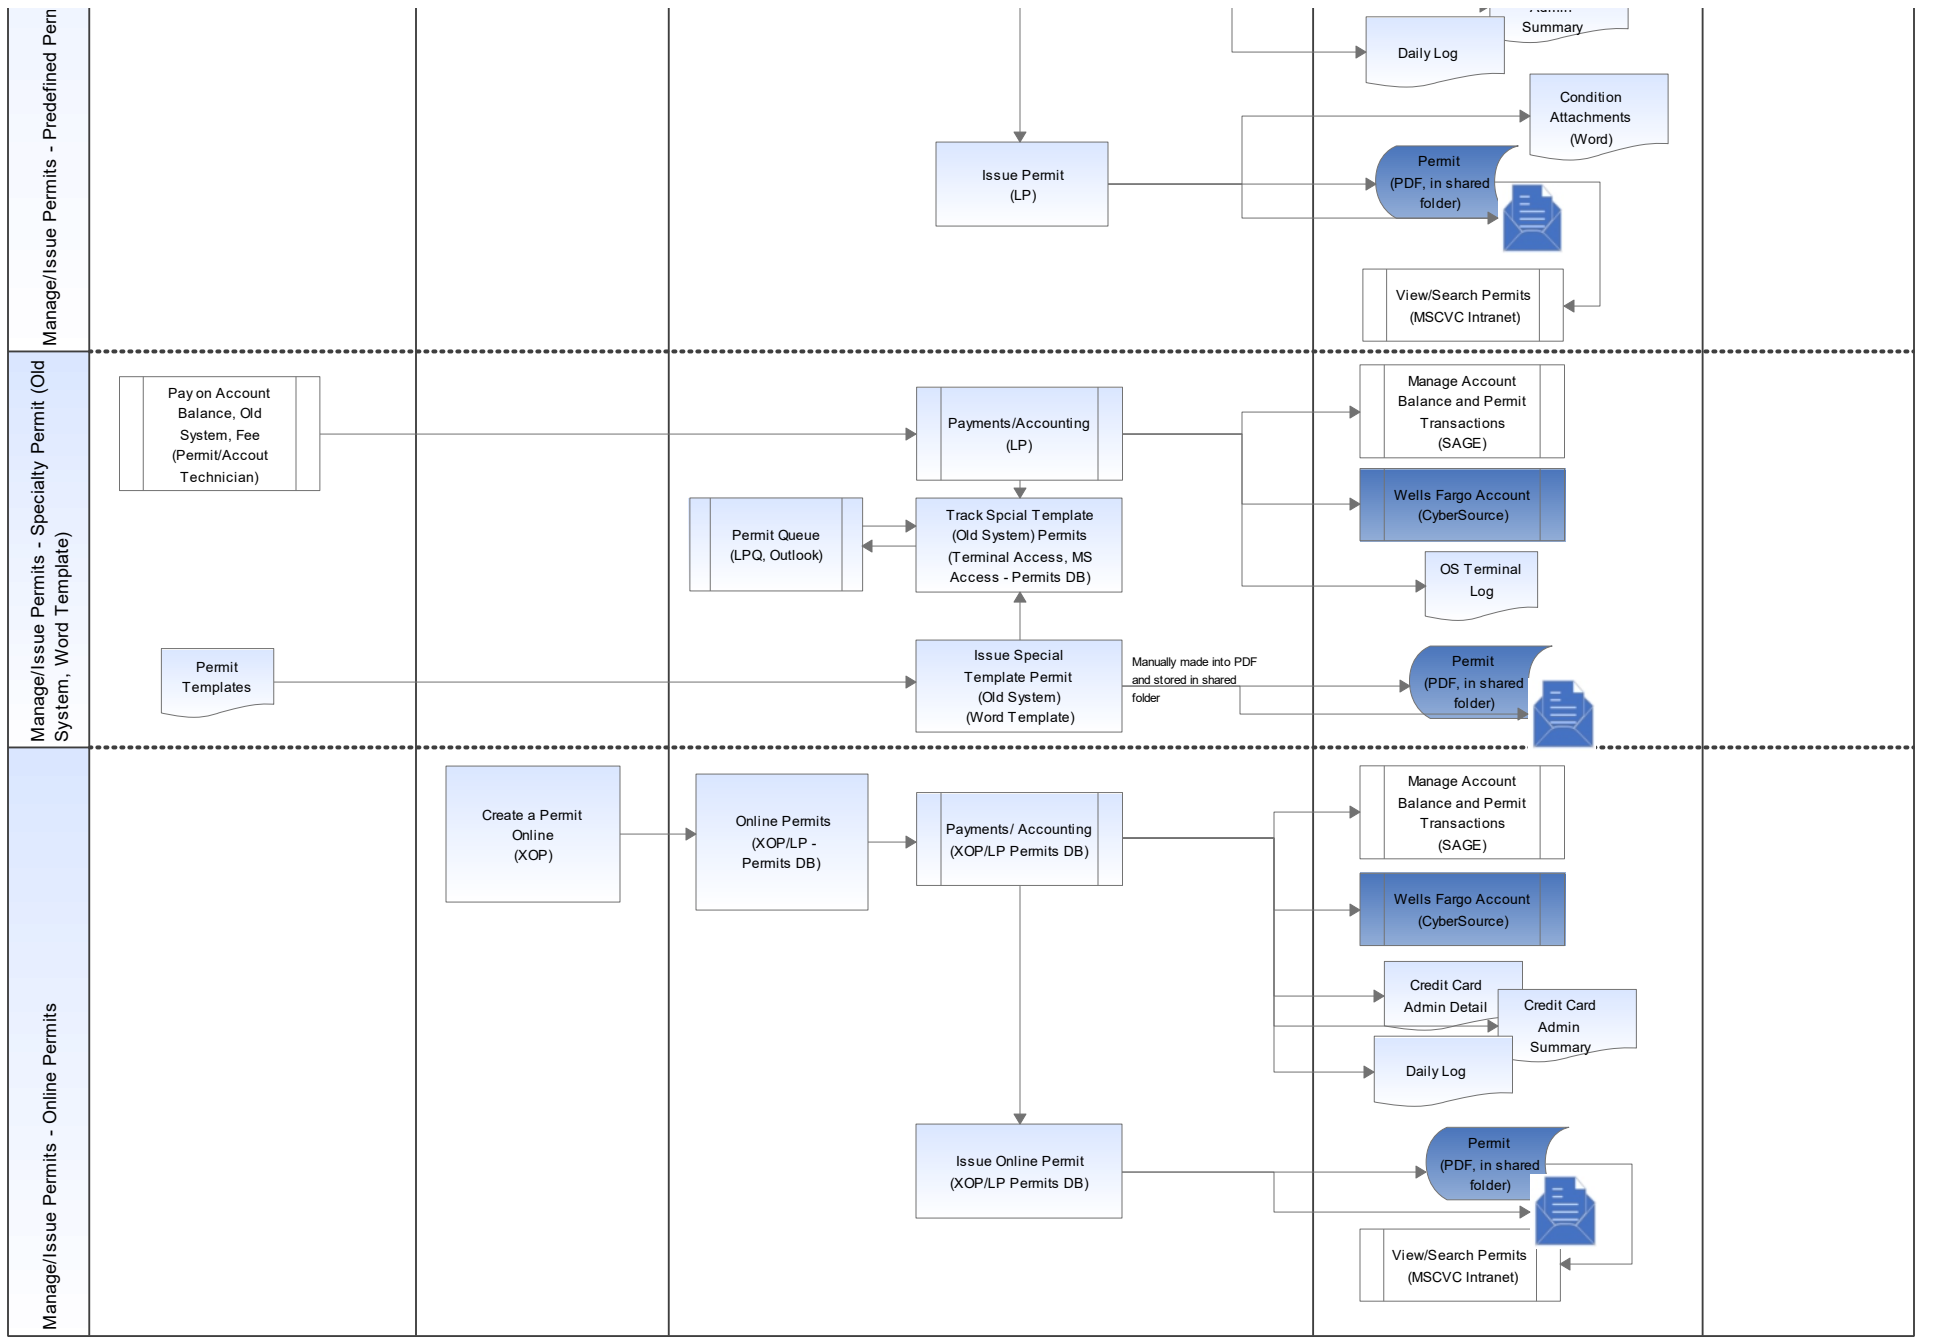 Manage/Issue Permits - Predefined Pern
Admin
Summary
Daily Log
Condition
Attachments
(Word)
Issue Permit
(LP)
Permit
(PDF, in shared
folder)
View/Search Permits
(MSCVC Intranet)
Manage/Issue Permits - Specialty Permit (Old
System, Word Template)
Pay on Account
Balance, Old
System, Fee
(Permit/Accout
Technician)
Payments/Accounting
(LP)
Manage Account
Balance and Permit
Transactions
(SAGE)
Wells Fargo Account
(CyberSource)
Permit Queue
(LPQ, Outlook)
Track Spcial Template
(Old System) Permits
(Terminal Access, MS
Access - Permits DB)
OS Terminal
Log
Permit
Templates
Issue Special
Template Permit
(Old System)
(Word Template)
Manually made into PDF
and stored in shared
folder
Permit
(PDF, in shared
folder)
Manage/Issue Permits - Online Permits
Create a Permit
Online
(XOP)
Online Permits
(XOP/LP -
Permits DB)
Payments/ Accounting
(XOP/LP Permits DB)
Manage Account
Balance and Permit
Transactions
(SAGE)
Wells Fargo Account
(CyberSource)
Credit Card
Admin Detail
Credit Card
Admin
Summary
Daily Log
Issue Online Permit
(XOP/LP Permits DB)
Permit
(PDF, in shared
folder)
View/Search Permits
(MSCVC Intranet)